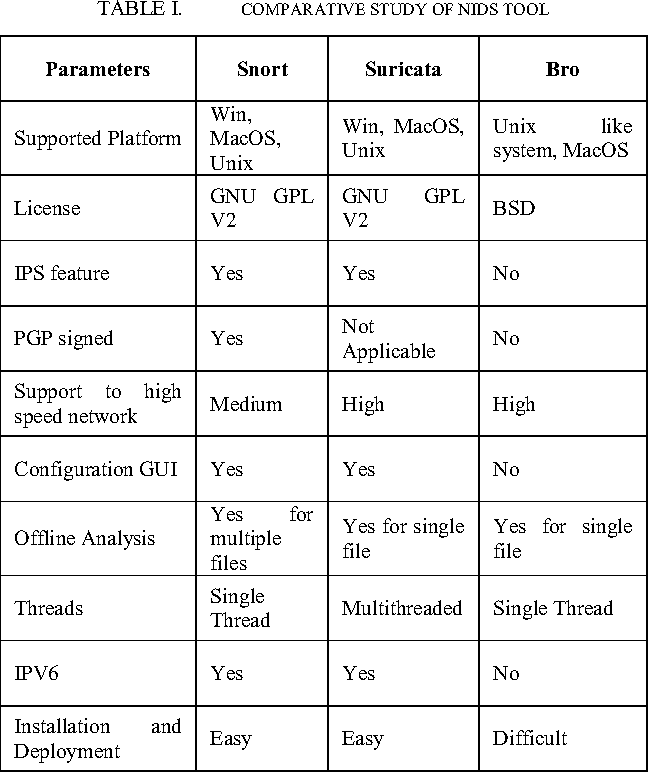 TABLE I. COMPARATIVE STUDY OF NIDS TOOL
Parameters Snort Suricata Bro
Supported Platform
Win,
MacOS,
Unix
Win, MacOS,
Unix
Unix like
system, MacOS
License
GNU GPL
V2
GNU GPL
V2
BSD
IPS feature Yes Yes No
PGP signed
Yes
Not
Applicable
No
Support to high
speed network
Medium
High
High
Configuration GUI Yes Yes No
Offline Analysis
Yes for
multiple
files
Yes for single
file
Yes for single
file
Threads
Single
Thread
Multithreaded
Single Thread
IPV6 Yes Yes No
Installation and
Deployment
Easy
Easy
Difficult